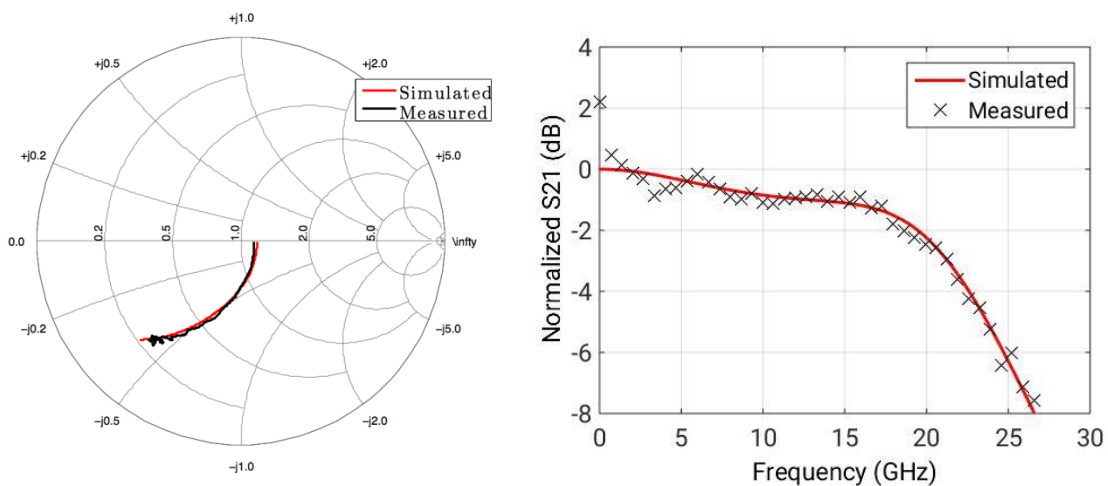 +j1.0
+j0.5
+j2.0
Simulated
Measured
+j0.2
+j5.0
0.0
0.2
0.5
1.0
2.0
5.0
\infty
−j0.2
−j5.0
−j0.5
−j2.0
−j1.0
Normalized S21 (dB)
4
2
0
-2
-4
-6
-8
Simulated
Measured
0 5 10 15 20 25 30
Frequency (GHz)